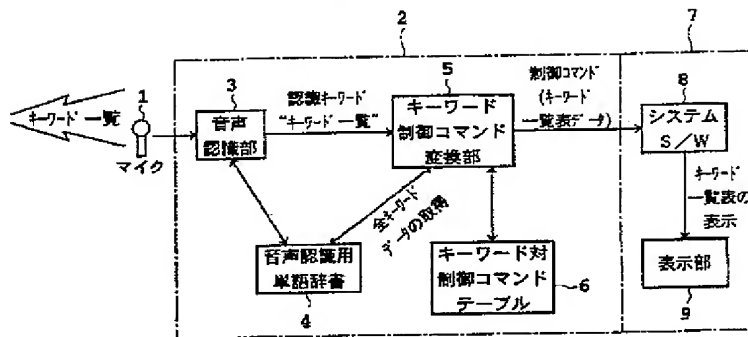 2
7
キーワード一覧
1
マイク
3
音声
認識部
認識キーワード
“キーワード一覧”
5
キーワード
制御コマンド
変換部
制御コマンド
(キーワード
一覧表データ)
8
システム
S/W
キーワード
一覧表の
表示
全キーワード
データの取得
音声認識用
単語辞書
4
キーワード対
制御コマンド
テーブル
6
表示部
9